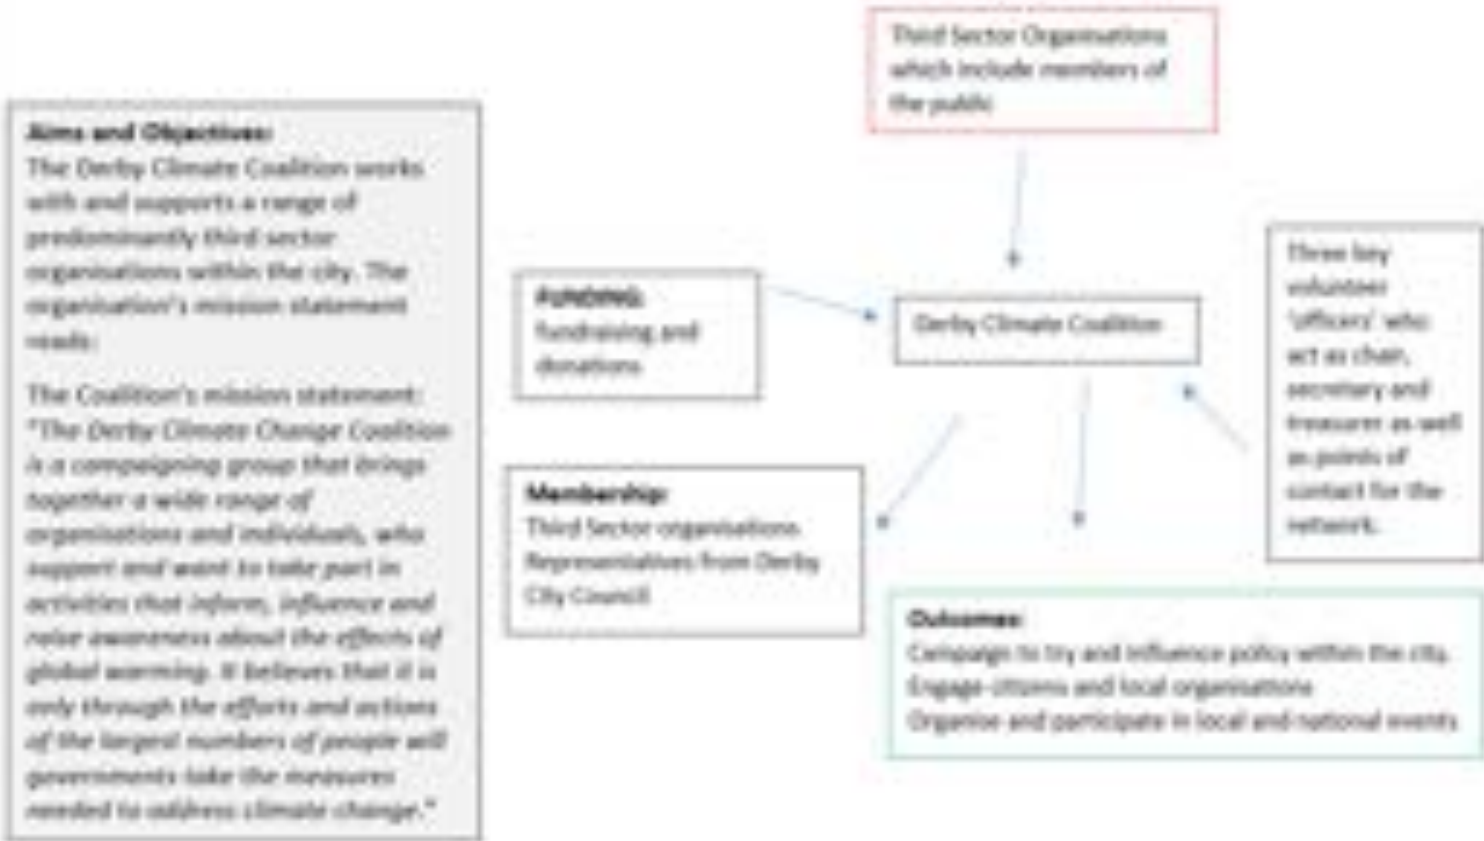 Third Sector Organisations
which include members of
the public
Aims and Objectives:
The Derby Climate Coalition works
with and supports a range of
predominantly third sector
organisations within the city. The
organisation's mission statement
reads:
The Coalition's mission statement:
"The Derby Climate Change Coalition
is a campaigning group that brings
together a wide range of
organisations and individuals, who
support and want to take part in
activities that inform, influence and
raise awareness about the effects of
global warming. It believes that it is
only through the efforts and actions
of the largest numbers of people will
governments take the measures
needed to address climate change."
FUNDING:
fundraising and
donations
Derby Climate Coalition
Three key
volunteer
'officers' who
act as chair,
secretary and
treasurer as well
as points of
contact for the
network.
Membership:
Third Sector organisations.
Representatives from Derby
City Council
Outcomes:
Campaign to try and influence policy within the city.
Engage citizens and local organisations
Organise and participate in local and national events